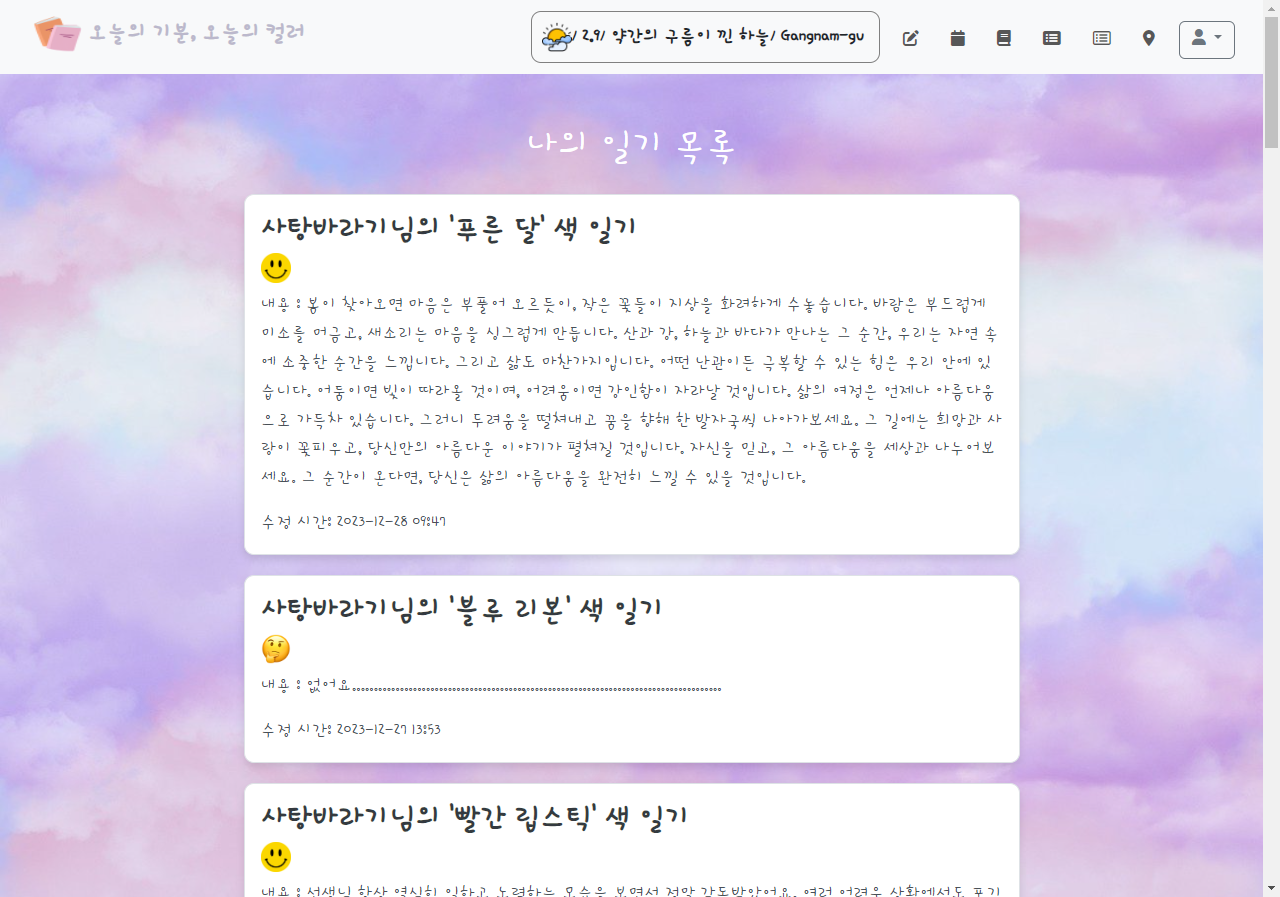 오늘의 기분, 오늘의 컬러
/ 2.9/ 약간의 구름이 낀 하늘/ Gangnam-gu
나의 일기 목록
사탕바라기님의 '푸른 달' 색 일기
내용 : 봄이 찾아오면 마음은 부풀어 오르듯이, 작은 꽃들이 지상을 화려하게 수놓습니다. 바람은 부드럽게
미소를 머금고, 새소리는 마음을 싱그럽게 만듭니다. 산과 강, 하늘과 바다가 만나는 그 순간, 우리는 자연 속
에 소중한 순간을 느낍니다. 그리고 삶도 마찬가지입니다. 어떤 난관이든 극복할 수 있는 힘은 우리 안에 있
습니다. 어둠이면 빛이 따라올 것이며, 어려움이면 강인함이 자라날 것입니다. 삶의 여정은 언제나 아름다움
으로 가득차 있습니다. 그러니 두려움을 떨쳐내고 꿈을 향해 한 발자국씩 나아가보세요. 그 길에는 희망과 사
랑이 꽃피우고, 당신만의 아름다운 이야기가 펼쳐질 것입니다. 자신을 믿고, 그 아름다움을 세상과 나누어보
세요. 그 순간이 온다면, 당신은 삶의 아름다움을 완전히 느낄 수 있을 것입니다.
수정 시간: 2023-12-28 09:47
사탕바라기님의 '블루 리본' 색 일기
내용 : 없어요.....................................................................................
수정 시간: 2023-12-27 13:53
사탕바라기님의 '빨간 립스틱' 색 일기
내용 : 선생님 항상 열심히 일하고 노력하는 모습을 보면서 정말 감동받았어요. 여러 어려운 상황에서도 포기